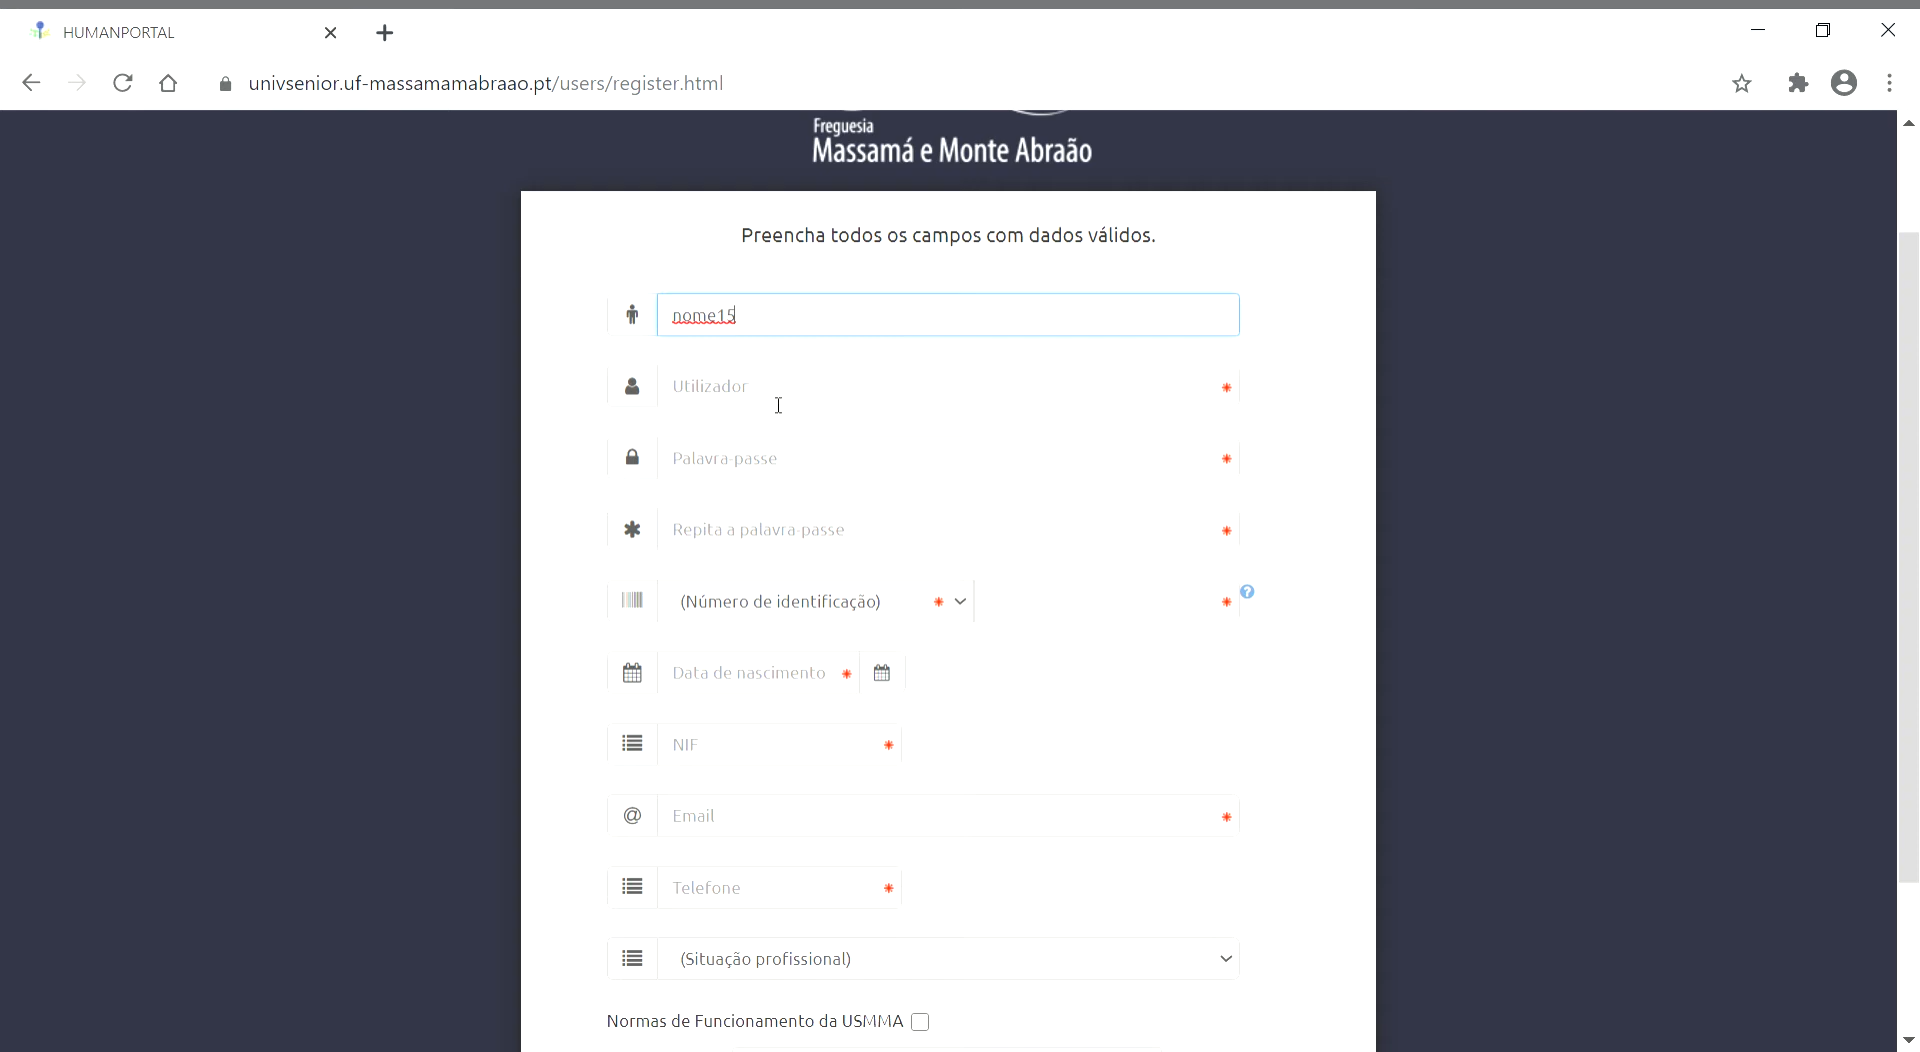 HUMANPORTAL
univsenior.uf-massamamabraao.pt/users/register.html
Freguesia
Massamá e Monte Abraão
Preencha todos os campos com dados válidos.
nome15
Utilizador
Palavra-passe
Repita a palavra-passe
(Número de identificação)
Data de nascimento
NIF
Email
Telefone
(Situação profissional)
Normas de Funcionamento da USMMA